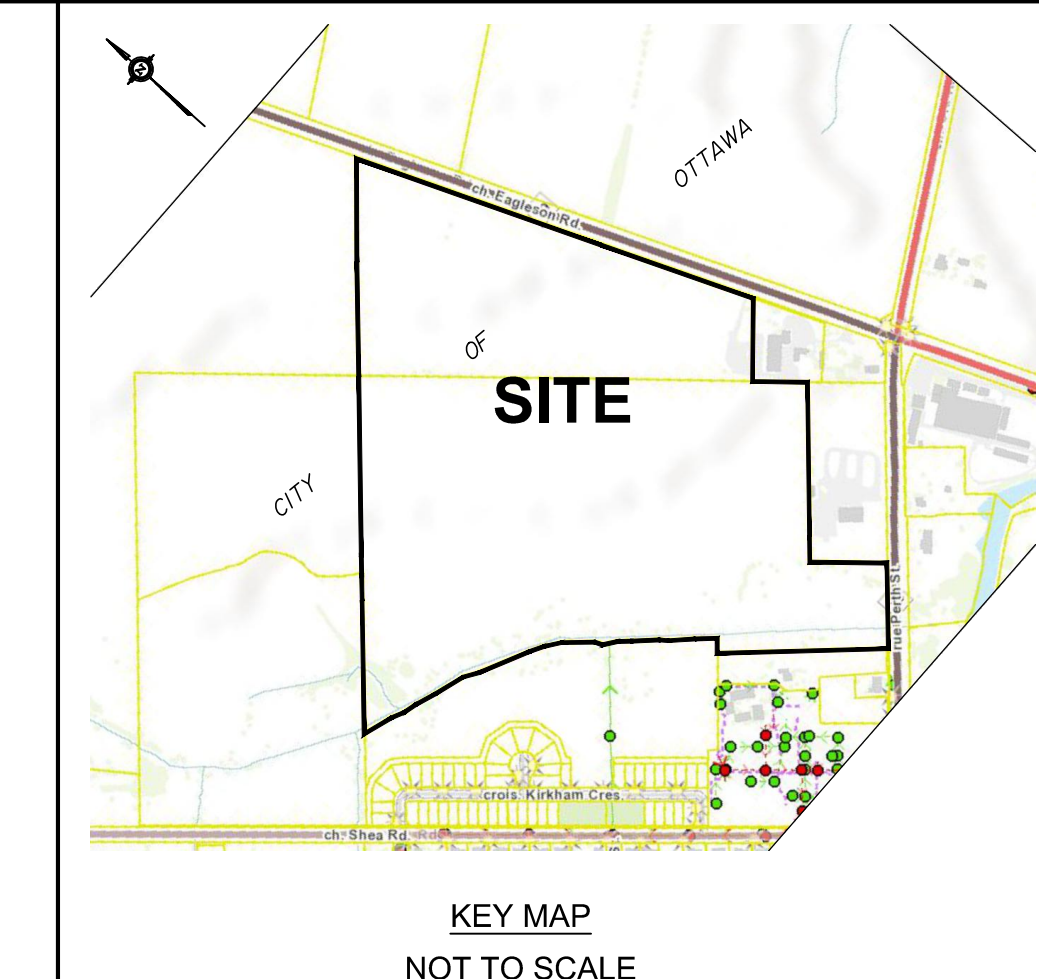 N
OTTAWA
ch. Eagleson Rd.
OF
SITE
CITY
rue Perth St.
crois. Kirkham Cres.
ch. Shea Rd. Rd
KEY MAP
NOT TO SCALE